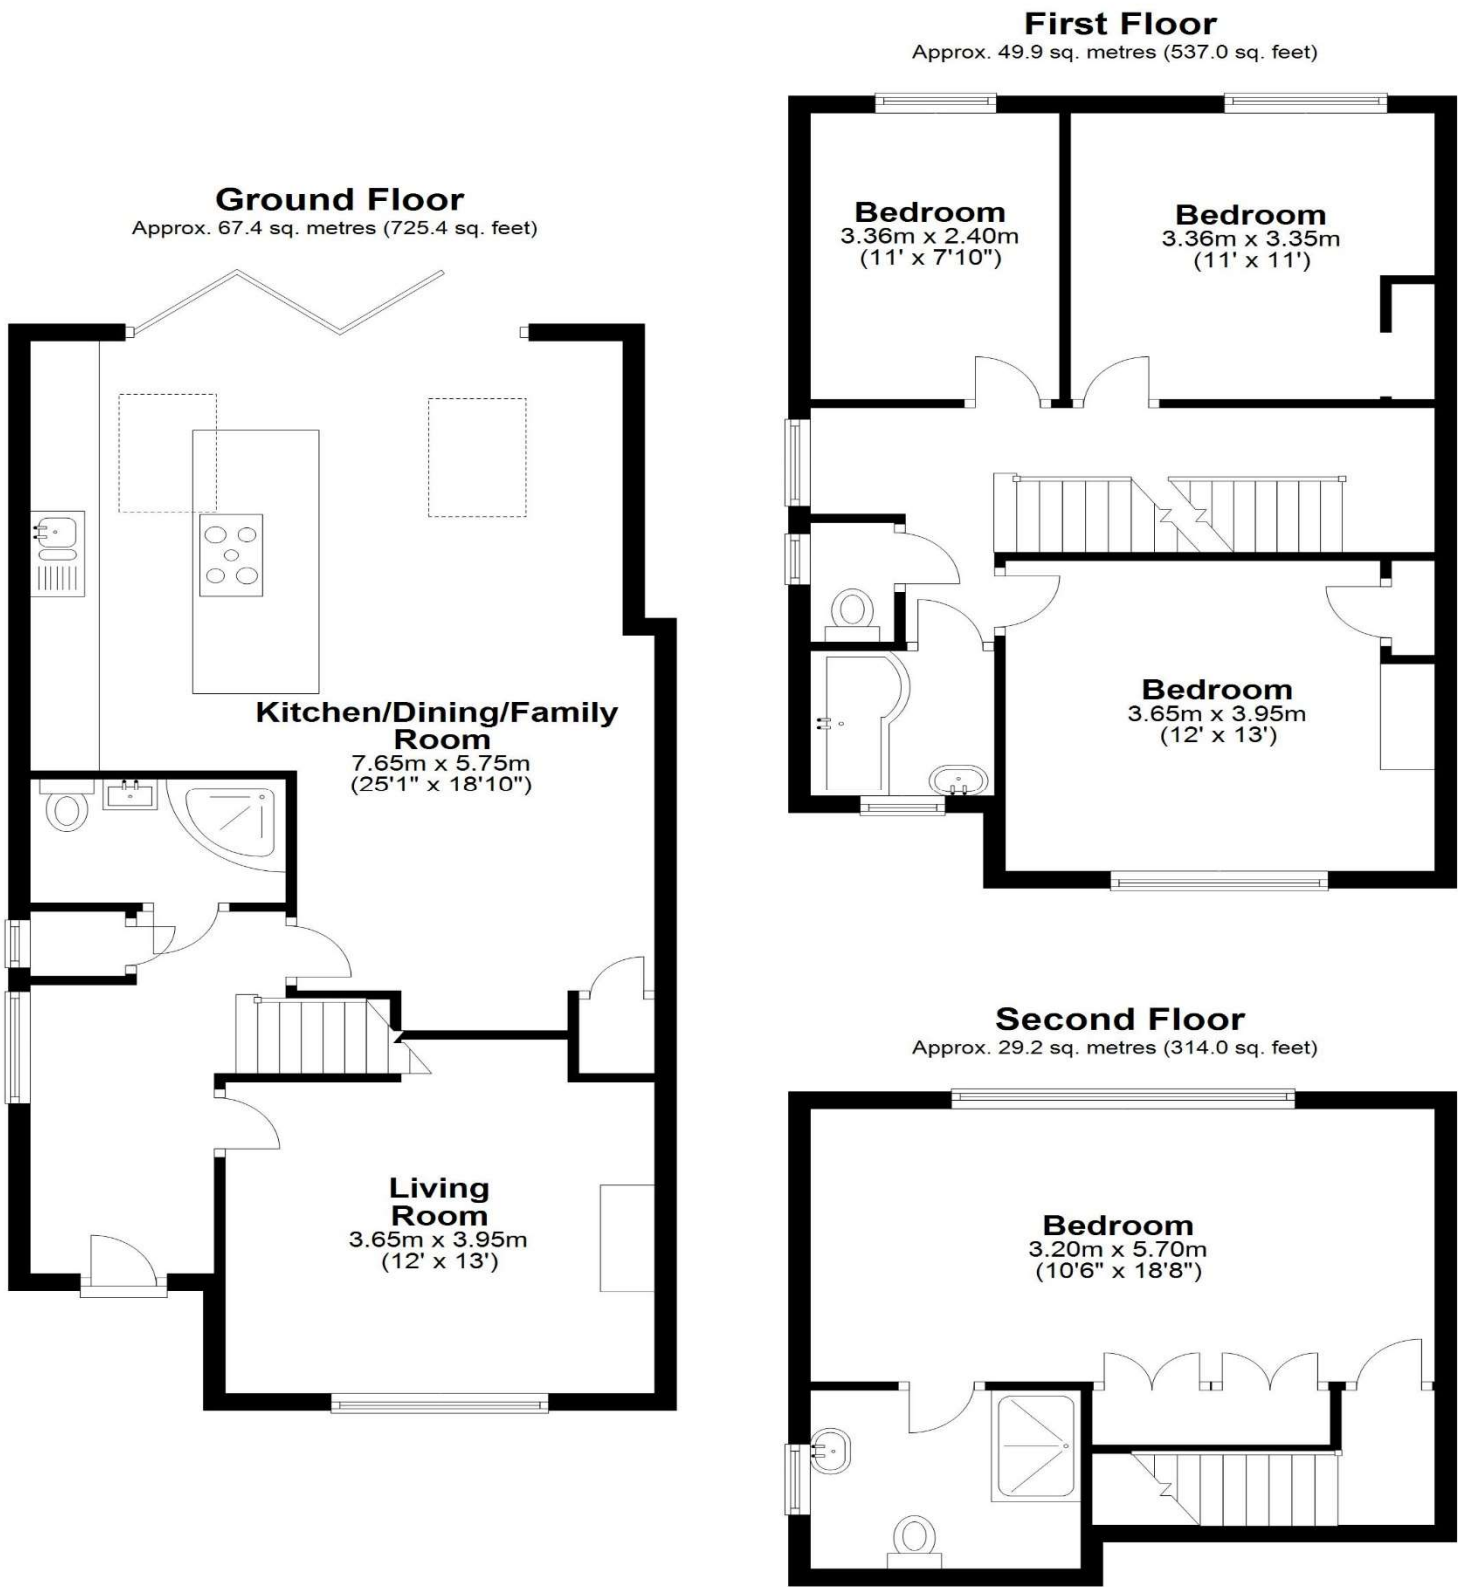 Ground Floor
Approx. 67.4 sq. metres (725.4 sq. feet)
Kitchen/Dining/Family
Room
7.65m x 5.75m
(25'1" x 18'10")
Living
Room
3.65m x 3.95m
(12' x 13')
First Floor
Approx. 49.9 sq. metres (537.0 sq. feet)
Bedroom
3.36m x 2.40m
(11' x 7'10")
Bedroom
3.36m x 3.35m
(11' x 11')
Bedroom
3.65m x 3.95m
(12' x 13')
Second Floor
Approx. 29.2 sq. metres (314.0 sq. feet)
Bedroom
3.20m x 5.70m
(10'6" x 18'8")